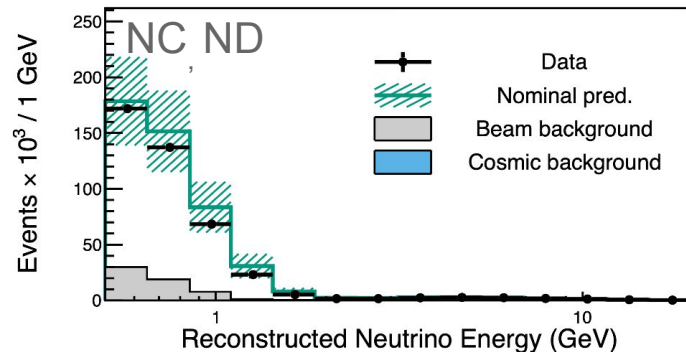 NC, ND
250
200
150
100
50
0
Events × 10³ / 1 GeV
Data
Nominal pred.
Beam background
Cosmic background
1
10
Reconstructed Neutrino Energy (GeV)